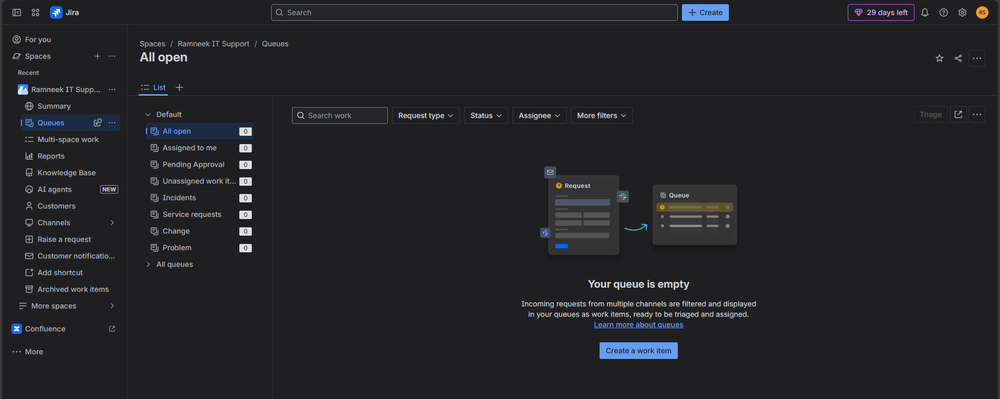 Jira
Search
Create
29 days left
RS
For you
Spaces
Recent
Ramneek IT Supp...
Summary
Queues
Multi-space work
Reports
Knowledge Base
AI agents NEW
Customers
Channels
Raise a request
Customer notificatio...
Add shortcut
Archived work items
More spaces
Confluence
More
Spaces / Ramneek IT Support / Queues
All open
List
Default
All open 0
Assigned to me 0
Pending Approval 0
Unassigned work it... 0
Incidents 0
Service requests 0
Change 0
Problem 0
All queues
Search work
Request type
Status
Assignee
More filters
Triage
? Request
Queue
?
Your queue is empty
Incoming requests from multiple channels are filtered and displayed
in your queues as work items, ready to be triaged and assigned.
Learn more about queues
Create a work item